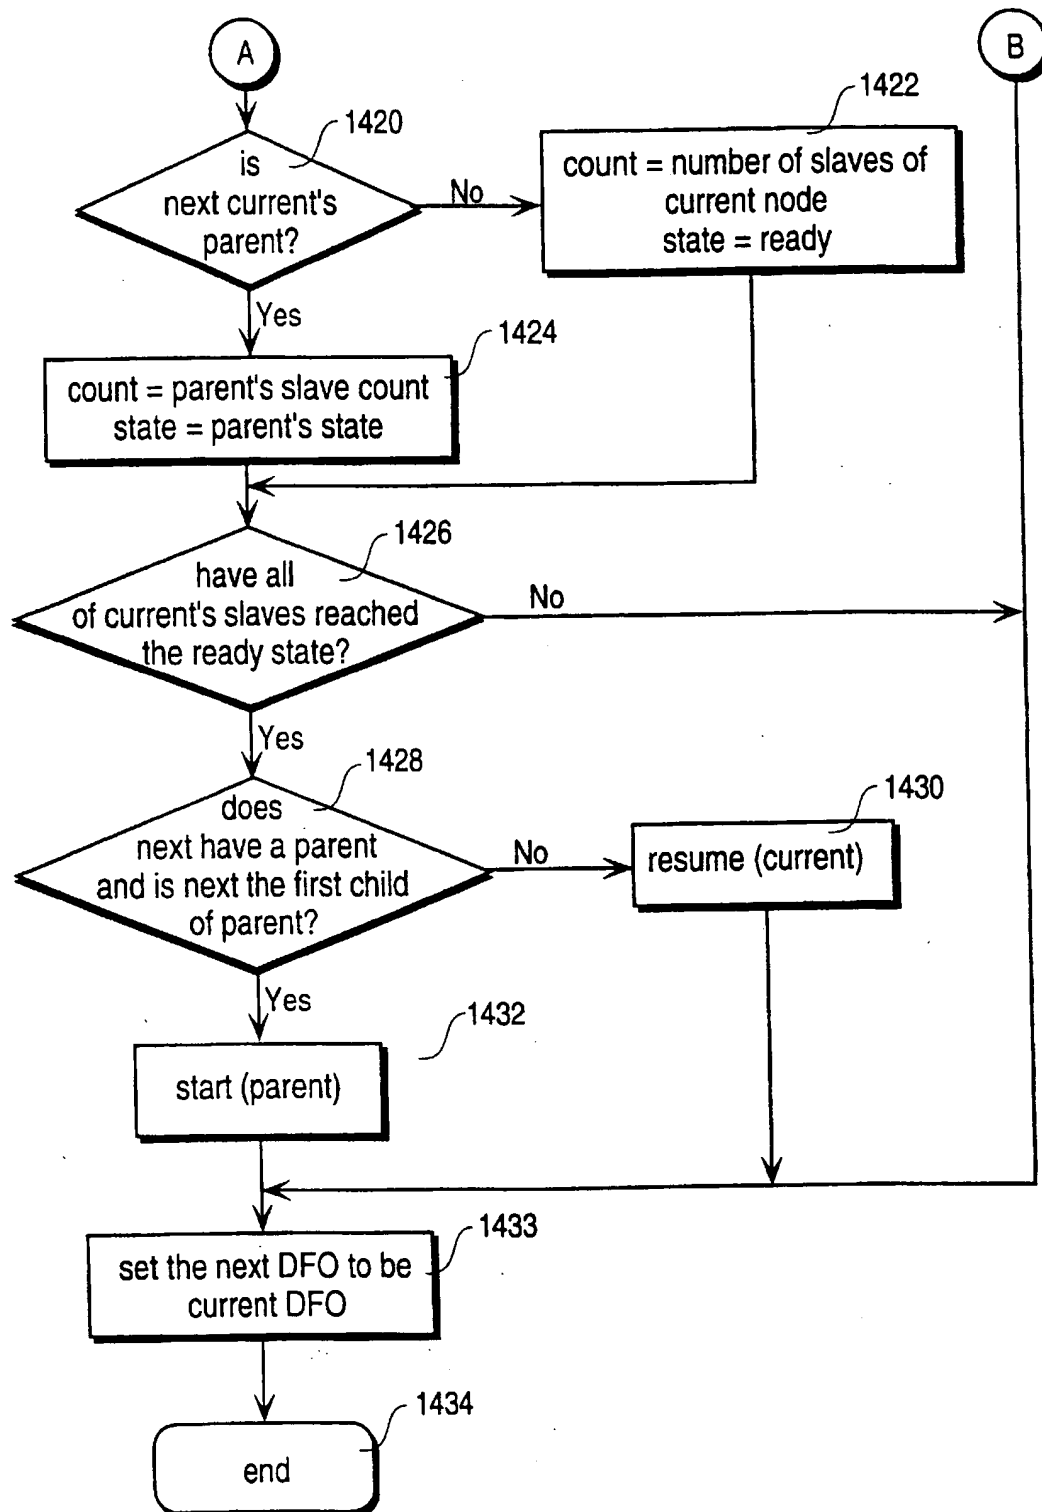 A
B
1420
1422
is
next current's
parent?
No
count = number of slaves of
current node
state = ready
Yes
1424
count = parent's slave count
state = parent's state
1426
have all
of current's slaves reached
the ready state?
No
Yes
1428
does
next have a parent
and is next the first child
of parent?
No
1430
resume (current)
Yes
1432
start (parent)
1433
set the next DFO to be
current DFO
1434
end